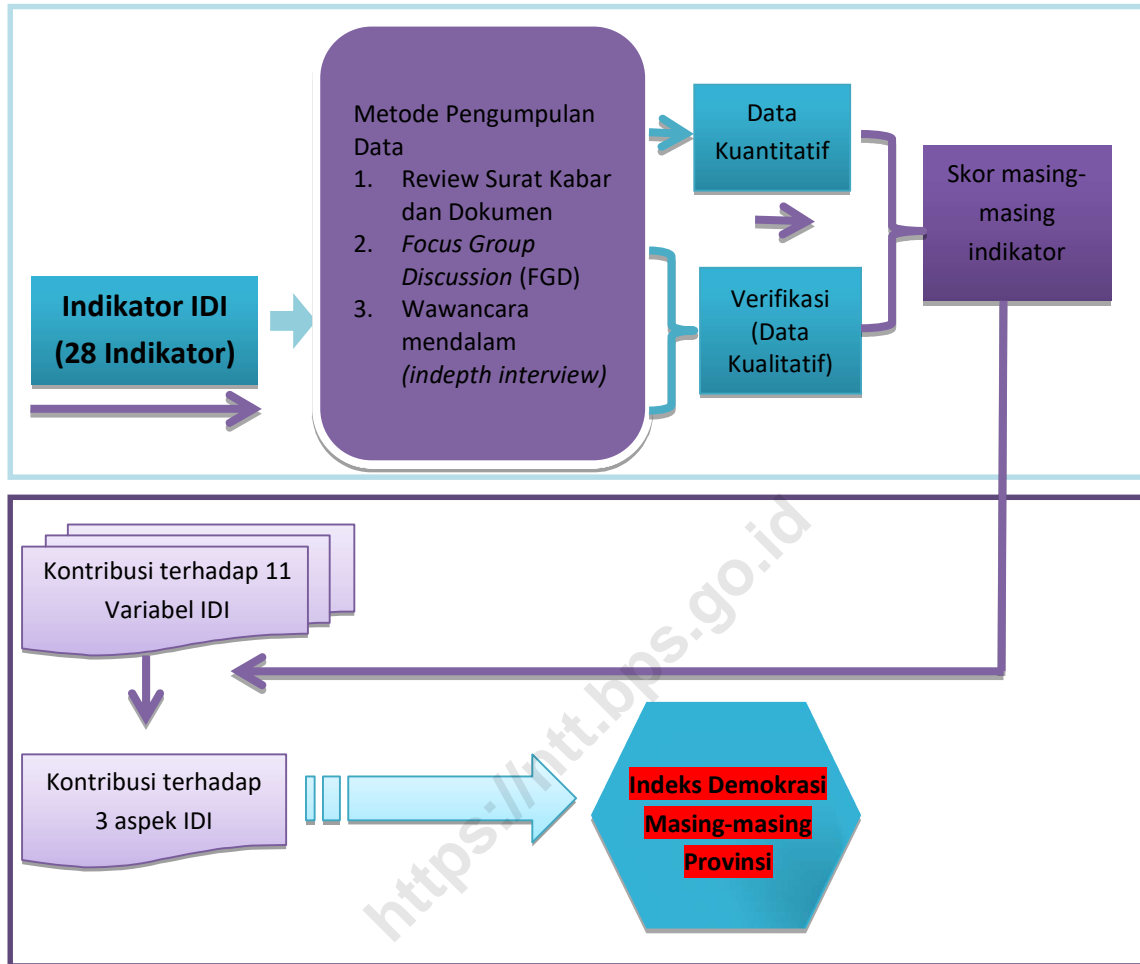 Indikator IDI
(28 Indikator)
Metode Pengumpulan
Data
1. Review Surat Kabar
dan Dokumen
2. Focus Group
Discussion (FGD)
3. Wawancara
mendalam
(indepth interview)
Data
Kuantitatif
Verifikasi
(Data
Kualitatif)
Skor masing-
masing
indikator
Kontribusi terhadap 11
Variabel IDI
Kontribusi terhadap
3 aspek IDI
Indeks Demokrasi
Masing-masing
Provinsi
https://ntt.bps.go.id